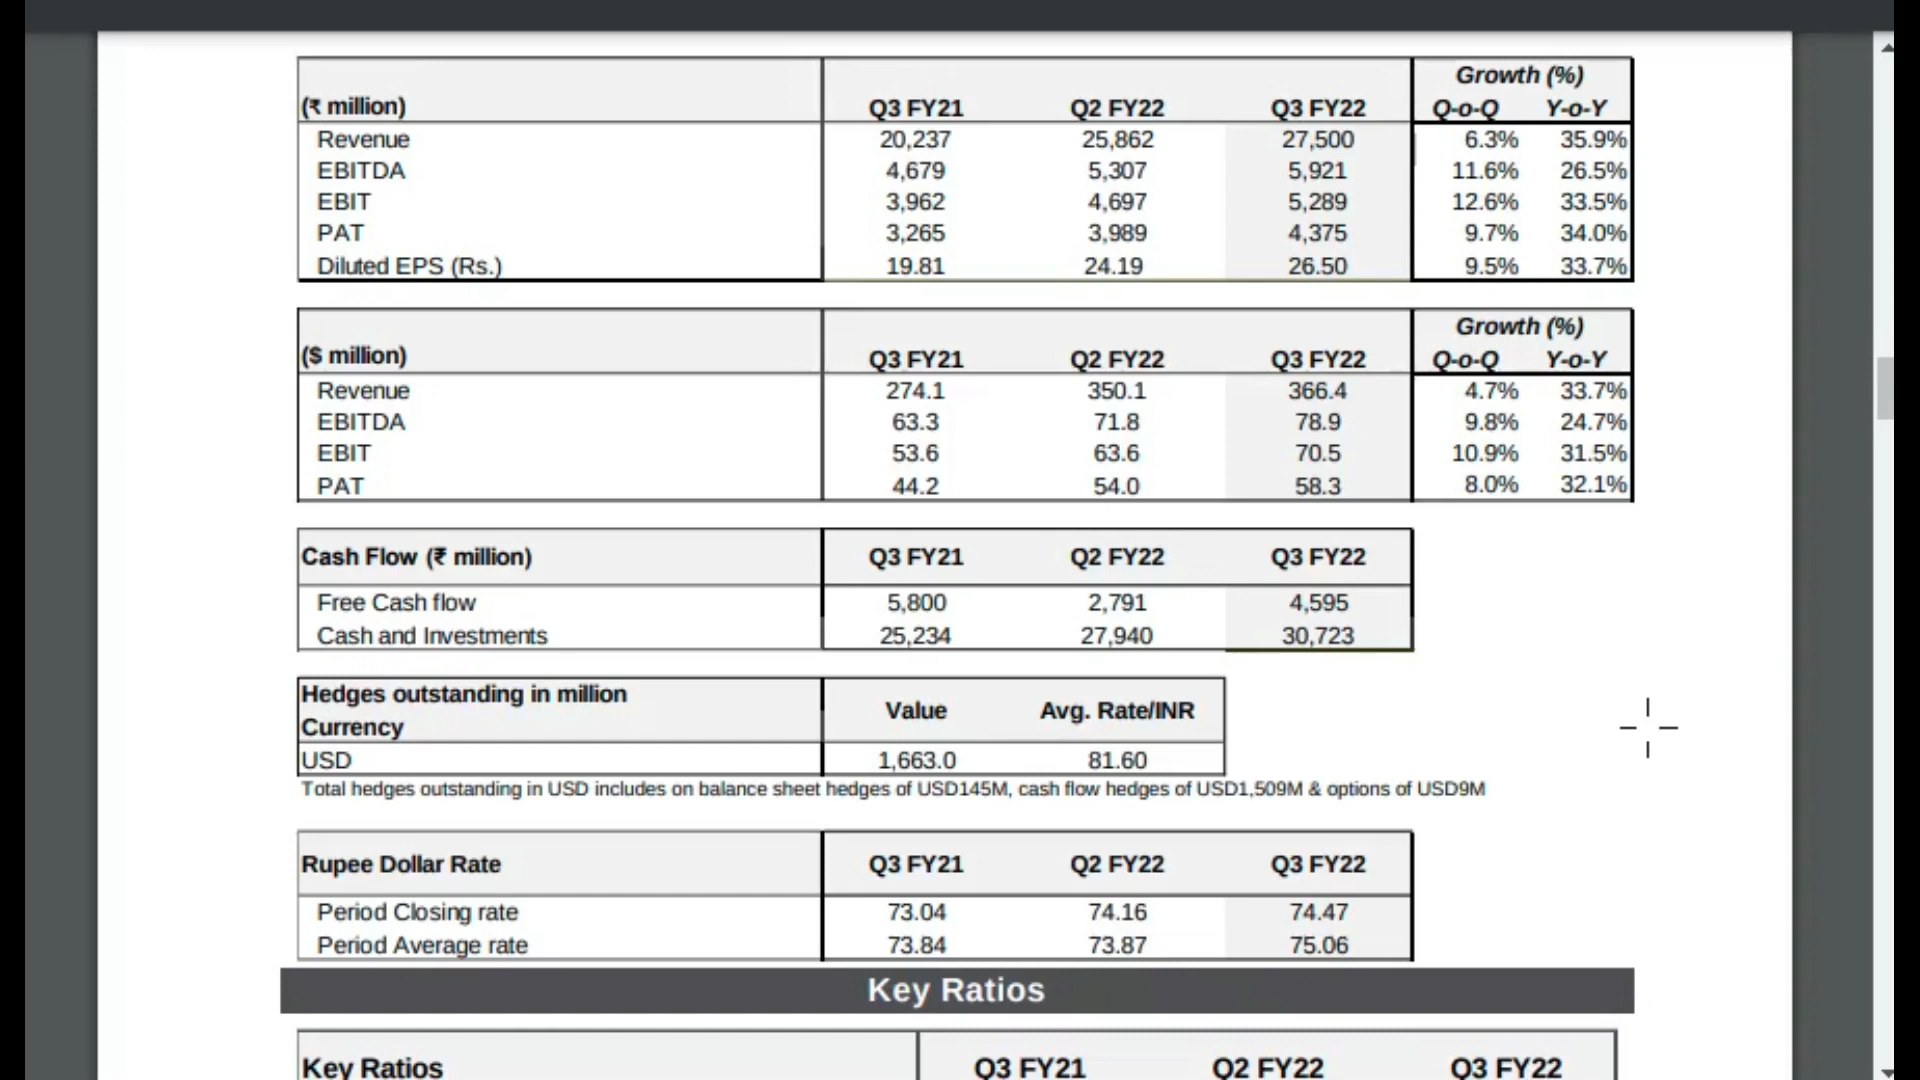 Growth (%)
(₹ million) Q3 FY21 Q2 FY22 Q3 FY22 Q-o-Q Y-o-Y
Revenue 20,237 25,862 27,500 6.3% 35.9%
EBITDA 4,679 5,307 5,921 11.6% 26.5%
EBIT 3,962 4,697 5,289 12.6% 33.5%
PAT 3,265 3,989 4,375 9.7% 34.0%
Diluted EPS (Rs.) 19.81 24.19 26.50 9.5% 33.7%
Growth (%)
($ million) Q3 FY21 Q2 FY22 Q3 FY22 Q-o-Q Y-o-Y
Revenue 274.1 350.1 366.4 4.7% 33.7%
EBITDA 63.3 71.8 78.9 9.8% 24.7%
EBIT 53.6 63.6 70.5 10.9% 31.5%
PAT 44.2 54.0 58.3 8.0% 32.1%
Cash Flow (₹ million) Q3 FY21 Q2 FY22 Q3 FY22
Free Cash flow 5,800 2,791 4,595
Cash and Investments 25,234 27,940 30,723
Hedges outstanding in million
Currency Value Avg. Rate/INR
USD 1,663.0 81.60
Total hedges outstanding in USD includes on balance sheet hedges of USD145M, cash flow hedges of USD1,509M & options of USD9M
Rupee Dollar Rate Q3 FY21 Q2 FY22 Q3 FY22
Period Closing rate 73.04 74.16 74.47
Period Average rate 73.84 73.87 75.06
Key Ratios
Key Ratios Q3 FY21 Q2 FY22 Q3 FY22